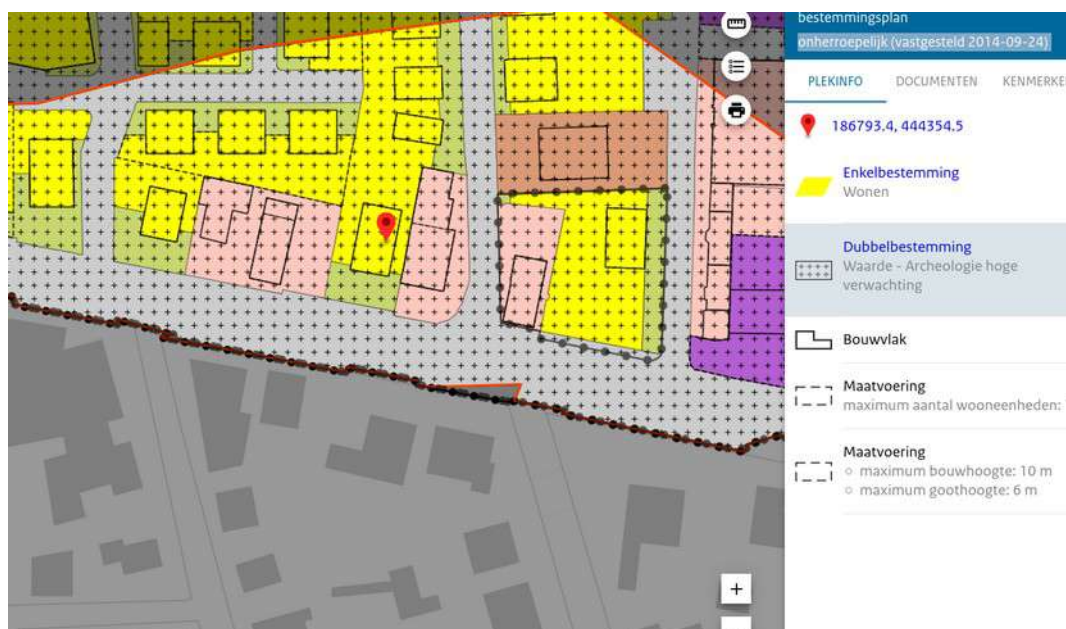 bestemmingsplan
onherroepelijk (vastgesteld 2014-09-24)
PLEKINFO DOCUMENTEN KENMERKE
186793.4, 444354.5
Enkelbestemming
Wonen
Dubbelbestemming
Waarde - Archeologie hoge
verwachting
Bouwvlak
Maatvoering
maximum aantal wooneenheden:
Maatvoering
○ maximum bouwhoogte: 10 m
○ maximum goothoogte: 6 m
+